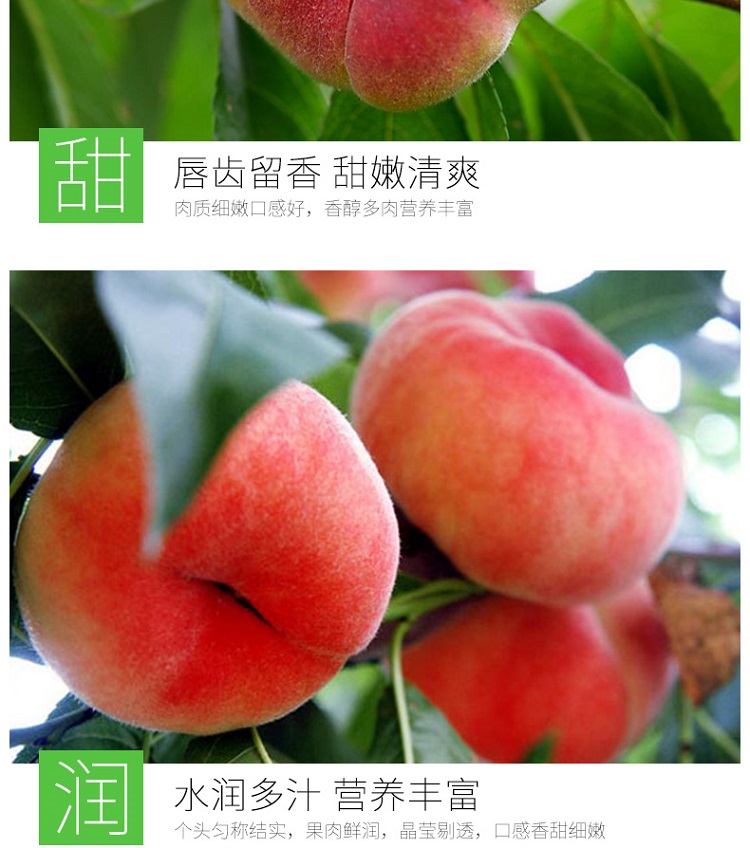 甜
唇齿留香 甜嫩清爽
肉质细嫩口感好，香醇多肉营养丰富
润
水润多汁 营养丰富
个头匀称结实，果肉鲜润，晶莹剔透，口感香甜细嫩